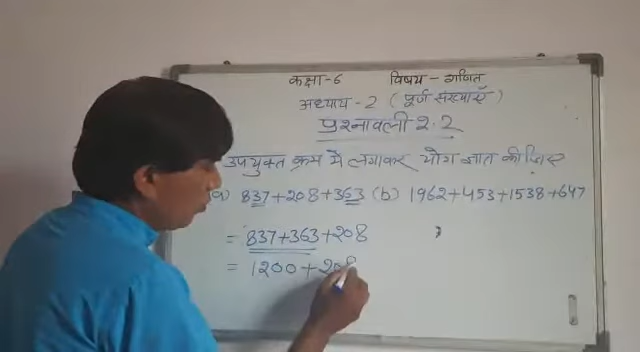 कक्षा-6 विषय - गणित
अध्याय-2 (पूर्ण संख्याएँ)
प्रश्नावली 2.2
उपयुक्त क्रम में लगाकर योग ज्ञात कीजिए
a) 837+208+363 (b) 1962+453+1538+647
= 837+363+208
= 1200+208